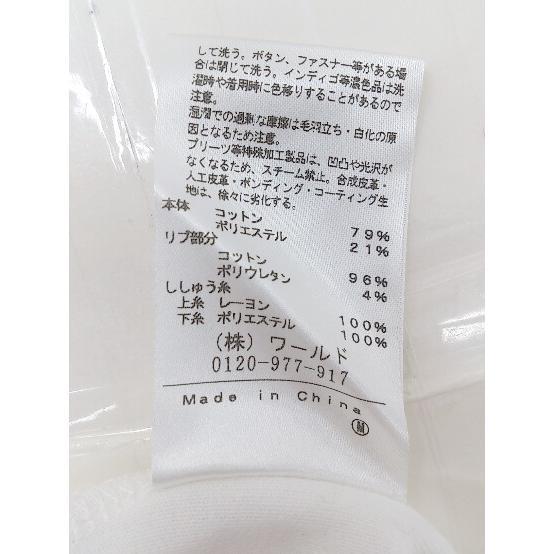 して洗う。ボタン、ファスナー等がある場
合は閉じて洗う。インディゴ等濃色品は洗
濯時や着用時に色移りすることがあるので
注意。
湿潤での過剰な摩擦は毛羽立ち・白化の原
因となるため注意。
プリーツ等特殊加工製品は、凹凸や光沢が
なくなるため、スチーム禁止。合成皮革・
人工皮革・ボンディング・コーティング生
地は、徐々に劣化する。
本体 コットン 79%
ポリエステル 21%
リブ部分
コットン 96%
ポリウレタン 4%
ししゅう糸
上糸 レーヨン 100%
下糸 ポリエステル 100%
(株) ワールド
0120-977-917
Made in China
M